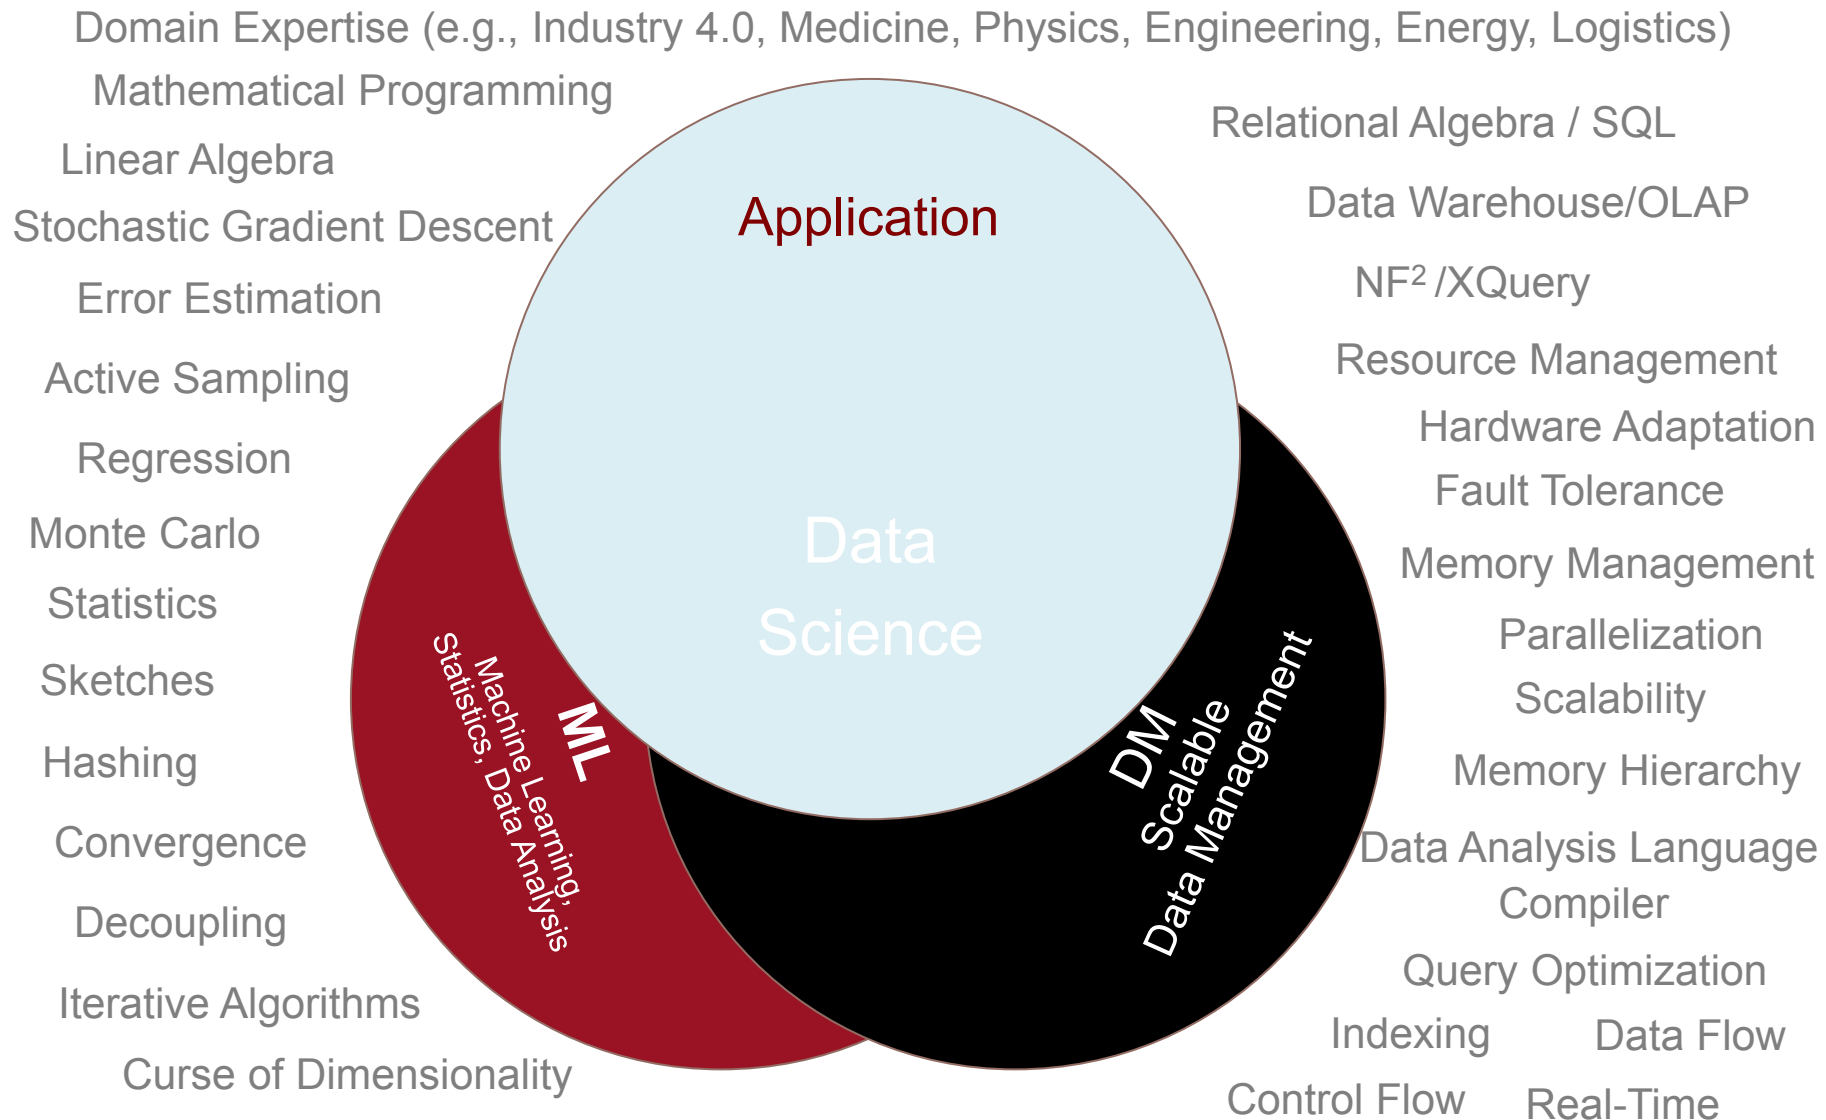 Domain Expertise (e.g., Industry 4.0, Medicine, Physics, Engineering, Energy, Logistics)
Mathematical Programming
Linear Algebra
Stochastic Gradient Descent
Error Estimation
Active Sampling
Regression
Monte Carlo
Statistics
Sketches
Hashing
Convergence
Decoupling
Iterative Algorithms
Curse of Dimensionality
Application
Data
Science
ML
Machine Learning,
Statistics, Data Analysis
DM
Scalable
Data Management
Relational Algebra / SQL
Data Warehouse/OLAP
NF² /XQuery
Resource Management
Hardware Adaptation
Fault Tolerance
Memory Management
Parallelization
Scalability
Memory Hierarchy
Data Analysis Language
Compiler
Query Optimization
Indexing
Data Flow
Control Flow
Real-Time